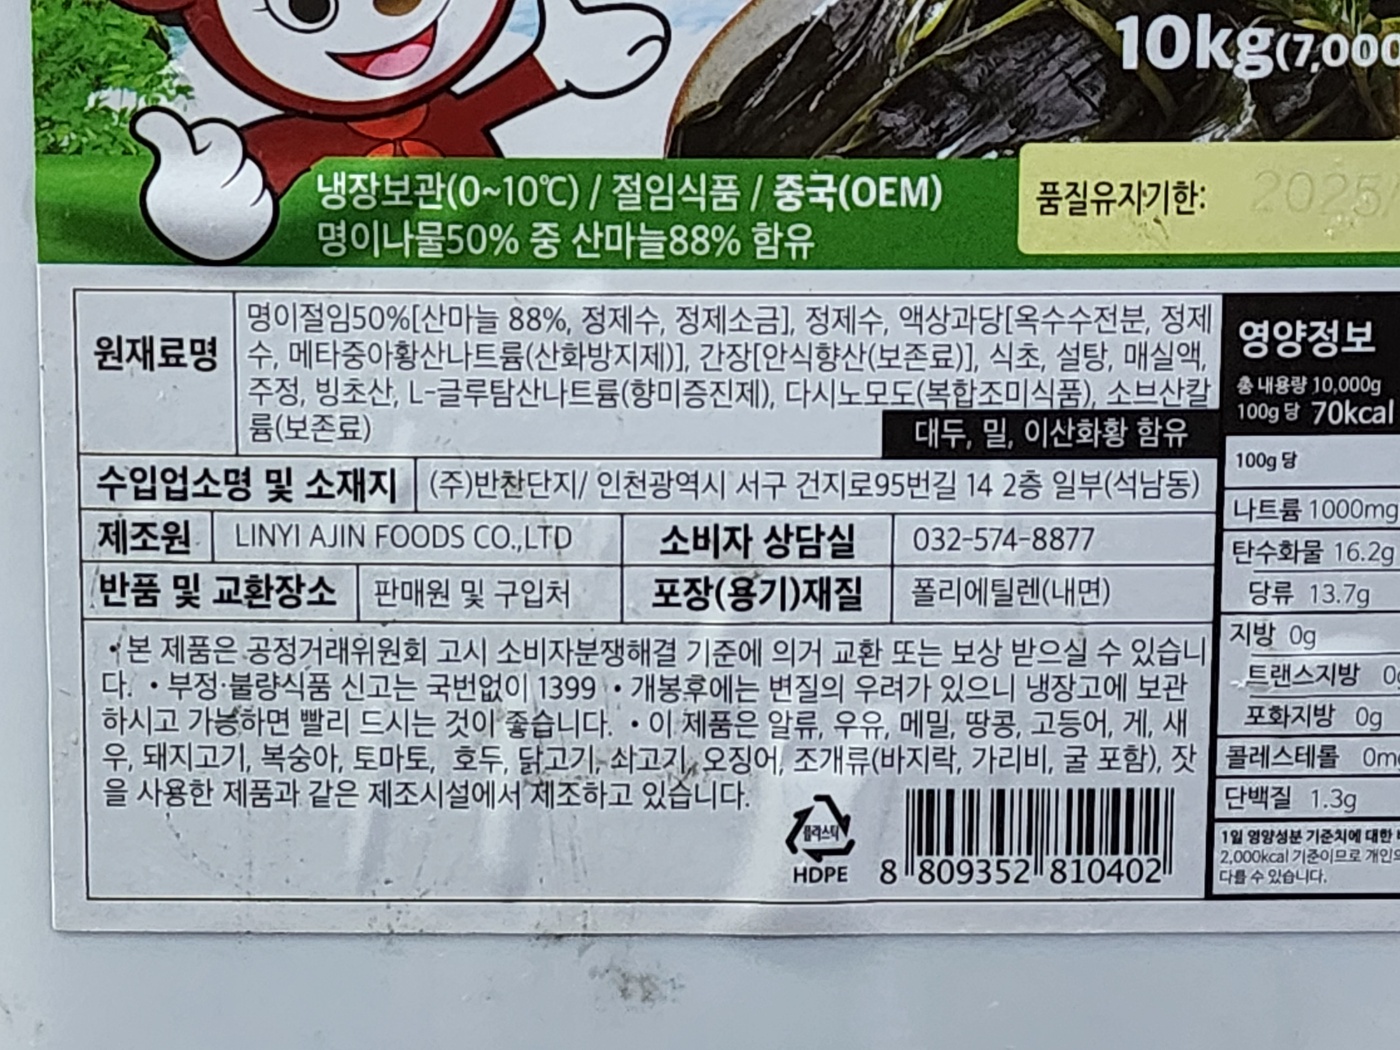 10kg(7,000
냉장보관(0~10℃) / 절임식품 / 중국(OEM)
명이나물50% 중 산마늘88% 함유
품질유지기한: 2025/
원재료명
명이절임50%[산마늘 88%, 정제수, 정제소금], 정제수, 액상과당[옥수수전분, 정제
수, 메타중아황산나트륨(산화방지제)], 간장[안식향산(보존료)], 식초, 설탕, 매실액,
주정, 빙초산, L-글루탐산나트륨(향미증진제), 다시노모도(복합조미식품), 소브산칼
륨(보존료)
대두, 밀, 이산화황 함유
수입업소명 및 소재지 (주)반찬단지/ 인천광역시 서구 건지로95번길 14 2층 일부(석남동)
제조원 LINYI AJIN FOODS CO.,LTD 소비자 상담실 032-574-8877
반품 및 교환장소 판매원 및 구입처 포장(용기)재질 폴리에틸렌(내면)
•본 제품은 공정거래위원회 고시 소비자분쟁해결 기준에 의거 교환 또는 보상 받으실 수 있습니
다. •부정·불량식품 신고는 국번없이 1399 •개봉후에는 변질의 우려가 있으니 냉장고에 보관
하시고 가능하면 빨리 드시는 것이 좋습니다. •이 제품은 알류, 우유, 메밀, 땅콩, 고등어, 게, 새
우, 돼지고기, 복숭아, 토마토, 호두, 닭고기, 쇠고기, 오징어, 조개류(바지락, 가리비, 굴 포함), 잣
을 사용한 제품과 같은 제조시설에서 제조하고 있습니다.
플라스틱
HDPE
8 809352 810402
영양정보
총 내용량 10,000g
100g 당 70kcal
100g 당
나트륨 1000mg
탄수화물 16.2g
당류 13.7g
지방 0g
트랜스지방 0g
포화지방 0g
콜레스테롤 0mg
단백질 1.3g
1일 영양성분 기준치에 대한
2,000kcal 기준이므로 개인의
다를 수 있습니다.